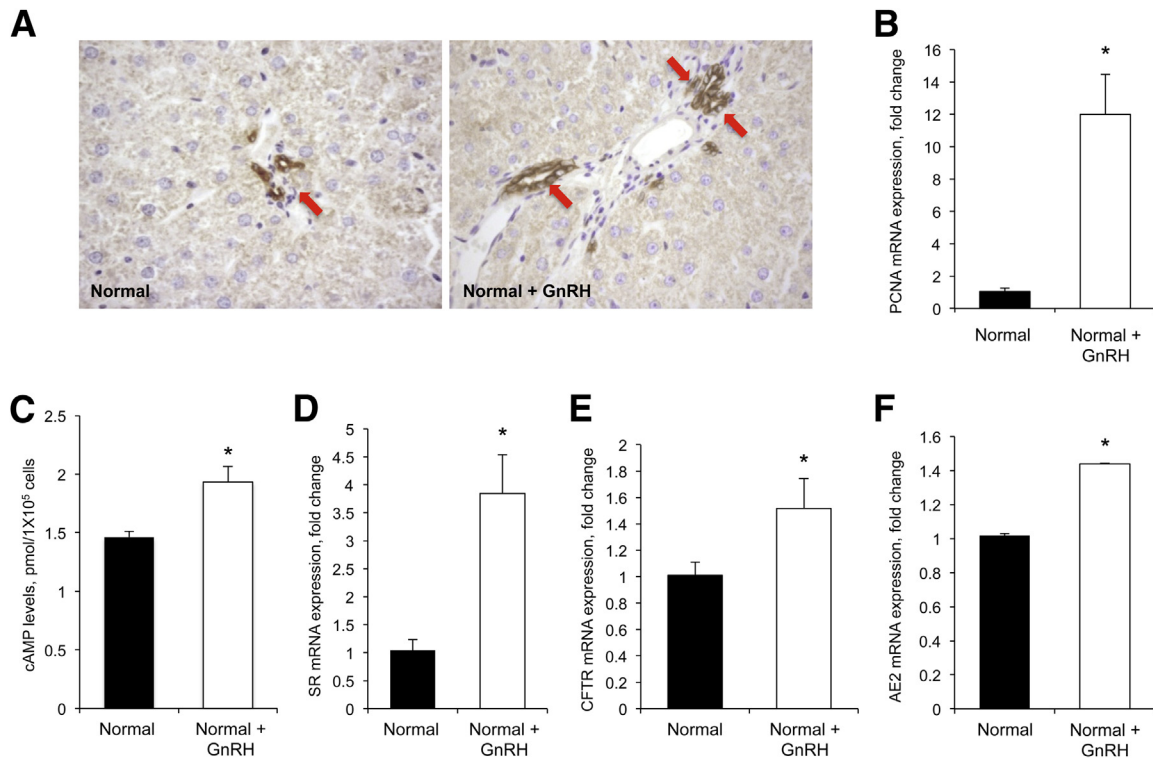 A
Normal
Normal + GnRH
B
PCNA mRNA expression, fold change
16
14
12
10
8
6
4
2
0
*
Normal
Normal +
GnRH
C
cAMP levels, pmol/1X10⁵ cells
2.5
2
1.5
1
0.5
0
*
Normal
Normal +
GnRH
D
SR mRNA expression, fold change
5
4.5
4
3.5
3
2.5
2
1.5
1
0.5
0
*
Normal
Normal +
GnRH
E
CFTR mRNA expression, fold change
2
1.8
1.6
1.4
1.2
1
0.8
0.6
0.4
0.2
0
*
Normal
Normal +
GnRH
F
AE2 mRNA expression, fold change
1.6
1.4
1.2
1
0.8
0.6
0.4
0.2
0
*
Normal
Normal +
GnRH